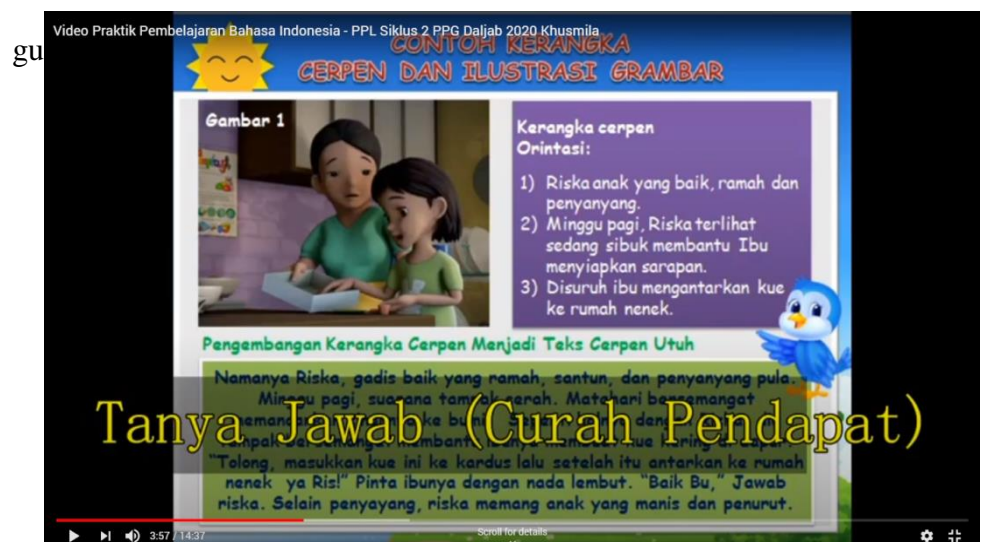 gu
Video Praktik Pembelajaran Bahasa Indonesia - PPL Siklus 2 PPG Daljab 2020 Khusmila
CONTOH KERANGKA
CERPEN DAN ILUSTRASI GRAMBAR
Gambar 1
Kerangka cerpen
Orintasi:
1) Riska anak yang baik, ramah dan
penyanyang.
2) Minggu pagi, Riska terlihat
sedang sibuk membantu Ibu
menyiapkan sarapan.
3) Disuruh ibu mengantarkan kue
ke rumah nenek.
Pengembangan Kerangka Cerpen Menjadi Teks Cerpen Utuh
Namanya Riska, gadis baik yang ramah, santun, dan penyanyang pula.
Minggu pagi, suasana cerah. Matahari bersemangat
Tanya Jawab (Curah Pendapat)
"Tolong, masukkan kue ini ke kardus lalu setelah itu antarkan ke rumah
nenek ya Ris!" Pinta ibunya dengan nada lembut. "Baik Bu," Jawab
riska. Selain penyayang, riska memang anak yang manis dan penurut.
3:57 / 14:37
Scroll for details